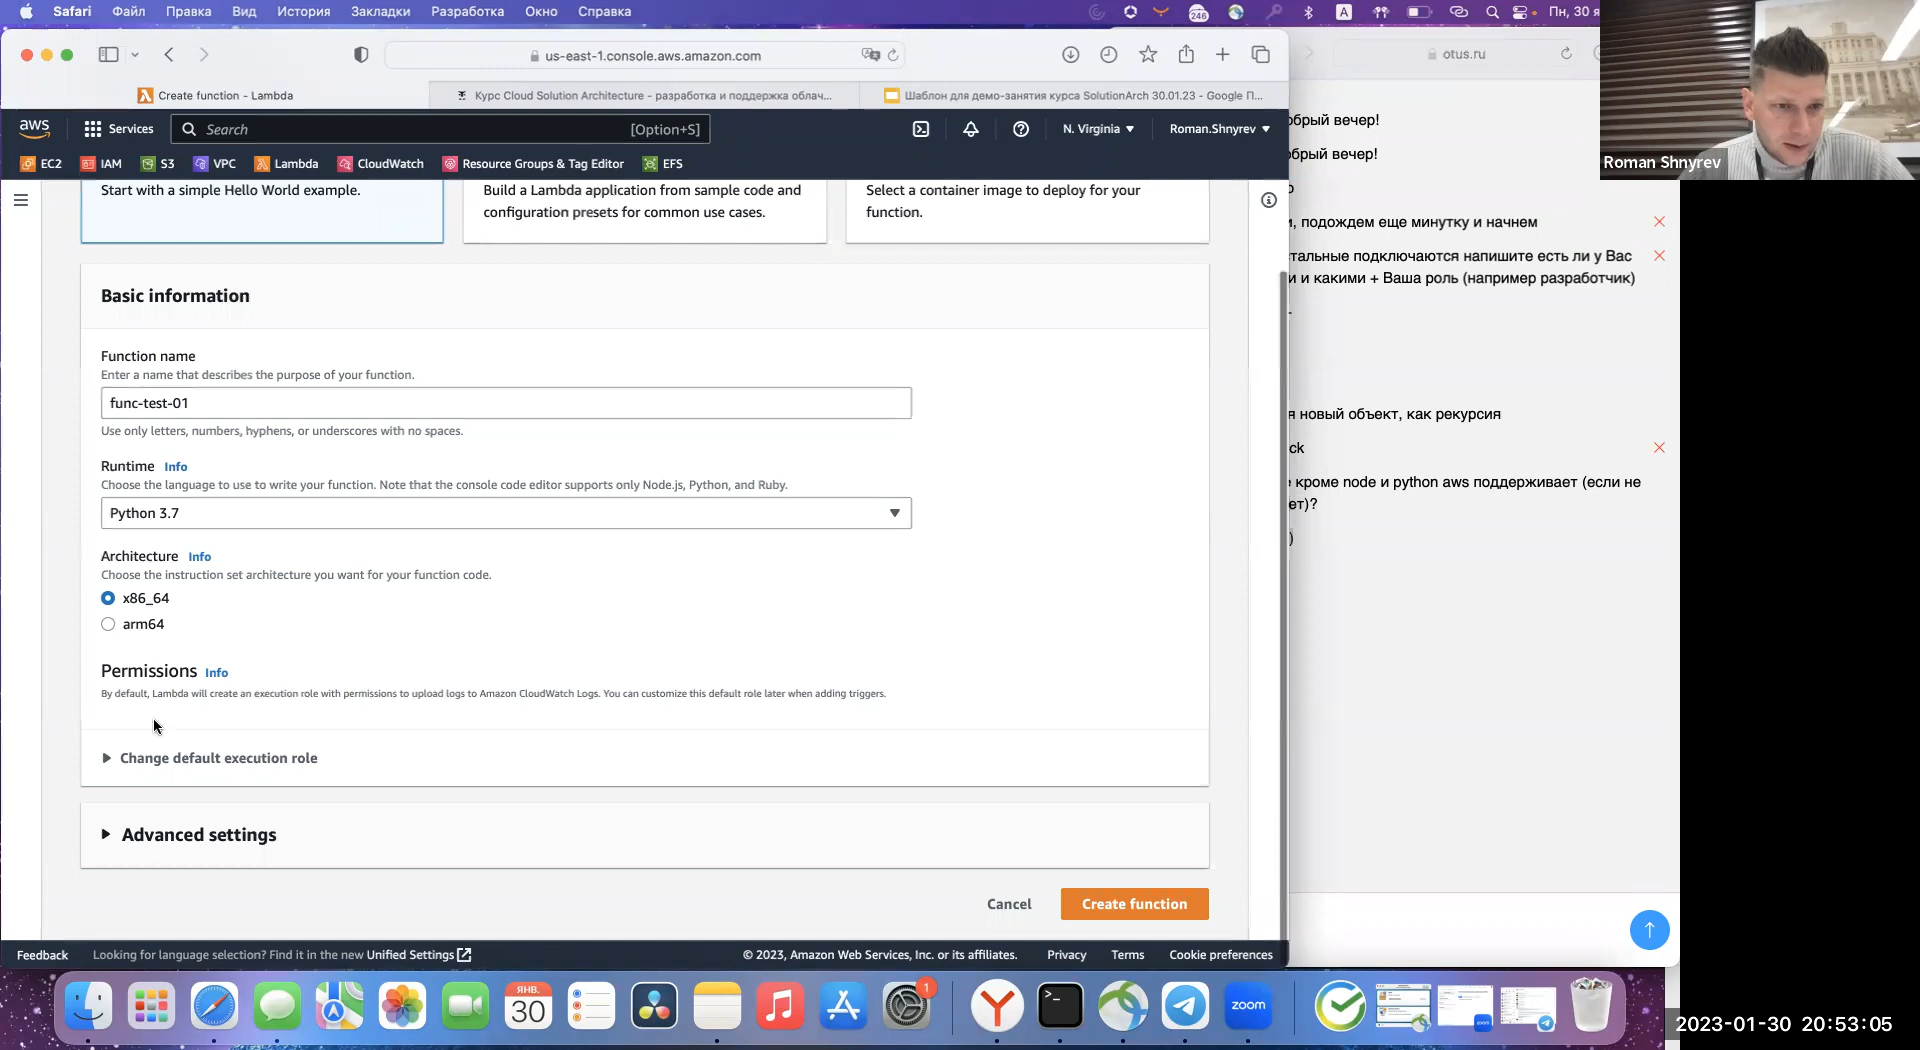 Safari Файл Правка Вид История Закладки Разработка Окно Справка
246
A
Пн, 30 я
us-east-1.console.aws.amazon.com
otus.ru
Create function - Lambda
Курс Cloud Solution Architecture - разработка и поддержка облач...
Шаблон для демо-занятия курса SolutionArch 30.01.23 - Google П...
aws Services Search [Option+S] N. Virginia Roman.Shnyrev
EC2 IAM S3 VPC Lambda CloudWatch Resource Groups & Tag Editor EFS
Start with a simple Hello World example.
Build a Lambda application from sample code and
configuration presets for common use cases.
Select a container image to deploy for your
function.
Basic information
Function name
Enter a name that describes the purpose of your function.
func-test-01
Use only letters, numbers, hyphens, or underscores with no spaces.
Runtime Info
Choose the language to use to write your function. Note that the console code editor supports only Node.js, Python, and Ruby.
Python 3.7
Architecture Info
Choose the instruction set architecture you want for your function code.
x86_64
arm64
Permissions Info
By default, Lambda will create an execution role with permissions to upload logs to Amazon CloudWatch Logs. You can customize this default role later when adding triggers.
Change default execution role
Advanced settings
Cancel Create function
Feedback Looking for language selection? Find it in the new Unified Settings © 2023, Amazon Web Services, Inc. or its affiliates. Privacy Terms Cookie preferences
обрый вечер!
обрый вечер!
о
и, подождем еще минутку и начнем
тальные подключаются напишите есть ли у Вас
и и какими + Ваша роль (например разработчик)
я новый объект, как рекурсия
ck
е кроме node и python aws поддерживает (если не
ет)?
)
Roman Shnyrev
ЯНВ.
30
1
zoom
2023-01-30 20:53:05